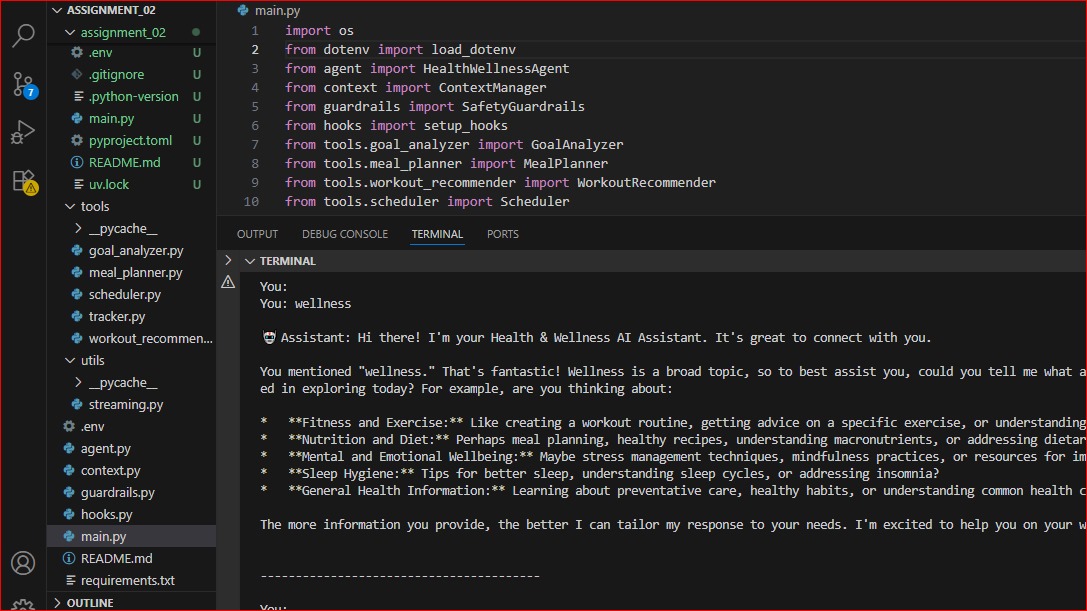 ASSIGNMENT_02
assignment_02
.env U
.gitignore U
.python-version U
main.py U
pyproject.toml U
README.md U
uv.lock U
tools
__pycache__
goal_analyzer.py
meal_planner.py
scheduler.py
tracker.py
workout_recommen...
utils
__pycache__
streaming.py
.env
agent.py
context.py
guardrails.py
hooks.py
main.py
README.md
requirements.txt
OUTLINE
7
main.py
1 import os
2 from dotenv import load_dotenv
3 from agent import HealthWellnessAgent
4 from context import ContextManager
5 from guardrails import SafetyGuardrails
6 from hooks import setup_hooks
7 from tools.goal_analyzer import GoalAnalyzer
8 from tools.meal_planner import MealPlanner
9 from tools.workout_recommender import WorkoutRecommender
10 from tools.scheduler import Scheduler
OUTPUT DEBUG CONSOLE TERMINAL PORTS
TERMINAL
You:
You: wellness
Assistant: Hi there! I'm your Health & Wellness AI Assistant. It's great to connect with you.
You mentioned "wellness." That's fantastic! Wellness is a broad topic, so to best assist you, could you tell me what a
ed in exploring today? For example, are you thinking about:
* **Fitness and Exercise:** Like creating a workout routine, getting advice on a specific exercise, or understanding
* **Nutrition and Diet:** Perhaps meal planning, healthy recipes, understanding macronutrients, or addressing dietar
* **Mental and Emotional Wellbeing:** Maybe stress management techniques, mindfulness practices, or resources for im
* **Sleep Hygiene:** Tips for better sleep, understanding sleep cycles, or addressing insomnia?
* **General Health Information:** Learning about preventative care, healthy habits, or understanding common health c
The more information you provide, the better I can tailor my response to your needs. I'm excited to help you on your w
----------------------------------------
You: